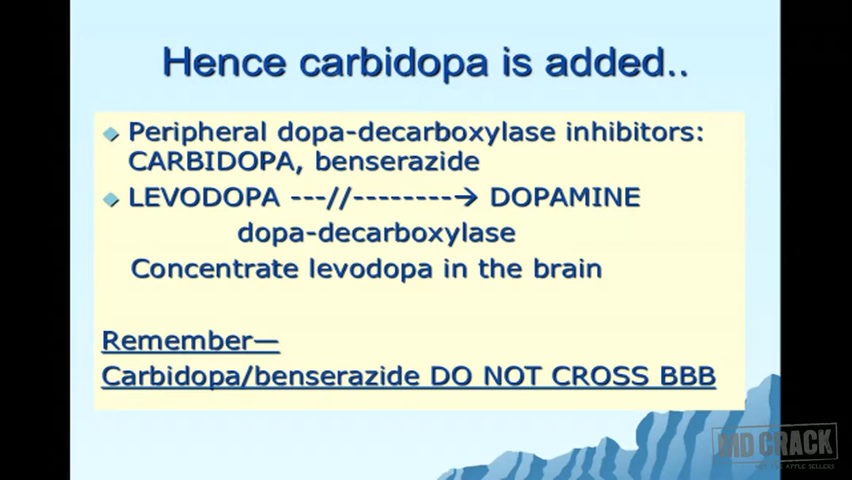 Hence carbidopa is added..
Peripheral dopa-decarboxylase inhibitors:
CARBIDOPA, benserazide
LEVODOPA ---//--------→ DOPAMINE
dopa-decarboxylase
Concentrate levodopa in the brain
Remember—
Carbidopa/benserazide DO NOT CROSS BBB
MD CRACK